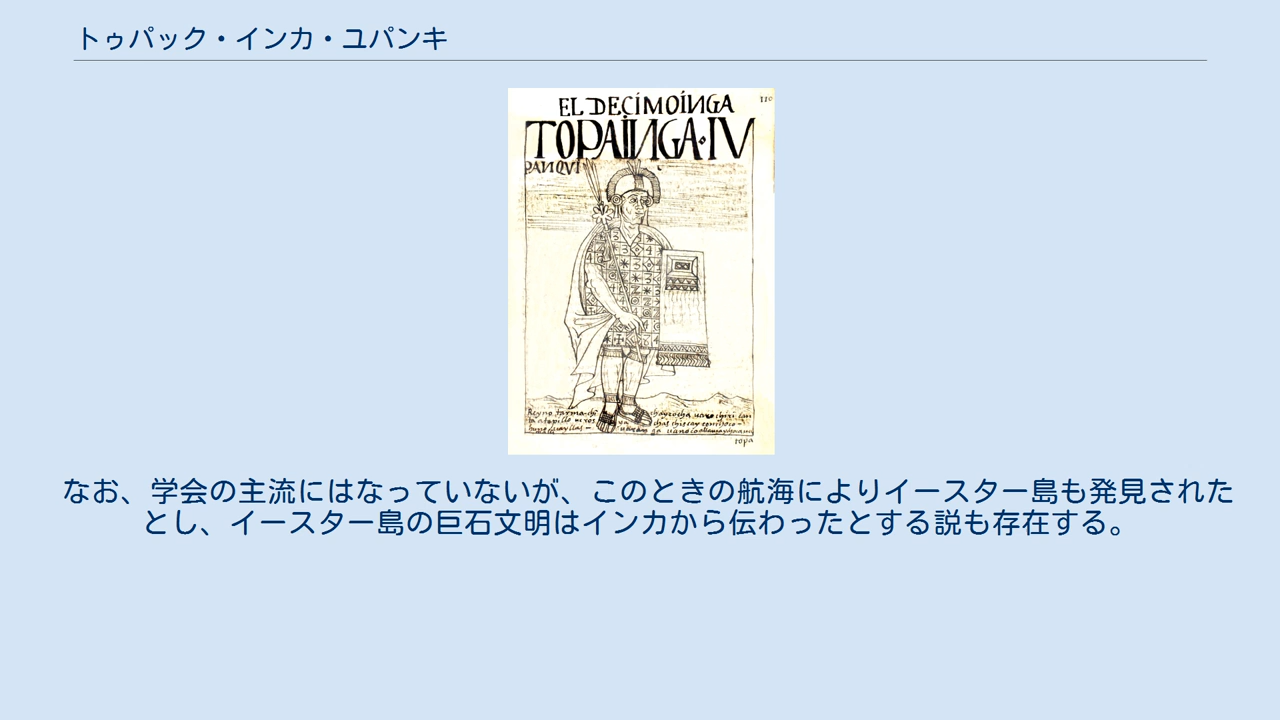 トゥパック・インカ・ユパンキ
EL DECÍMOÍNGA
110
TOPAÍNGA·IV
PANQVI
topa
なお、学会の主流にはなっていないが、このときの航海によりイースター島も発見された
とし、イースター島の巨石文明はインカから伝わったとする説も存在する。